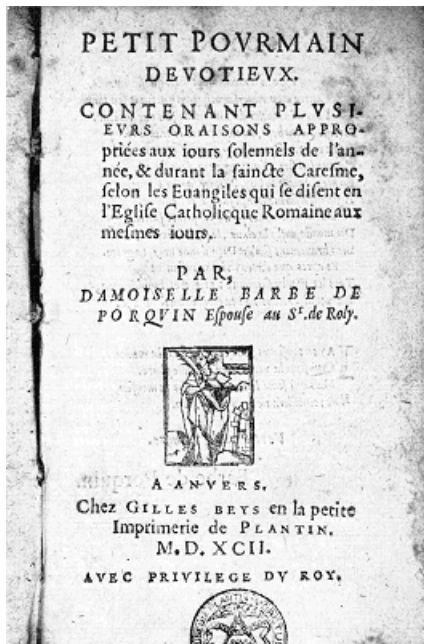 PETIT POVRMAIN
DEVOTIEVX.
CONTENANT PLVSI-
EVRS ORAISONS APPRO-
priées aux iours solennels de l'an-
née, & durant la saincte Caresme,
selon les Euangiles qui se disent en
l'Eglise Catholicque Romaine aux
mesmes iours.
PAR,
DAMOISELLE BARBE DE
PORQVIN Espouse au Sr. de Roly.
A ANVERS.
Chez GILLES BEYS en la petite
Imprimerie de PLANTIN.
M. D. XCII.
AVEC PRIVILEGE DV ROY.